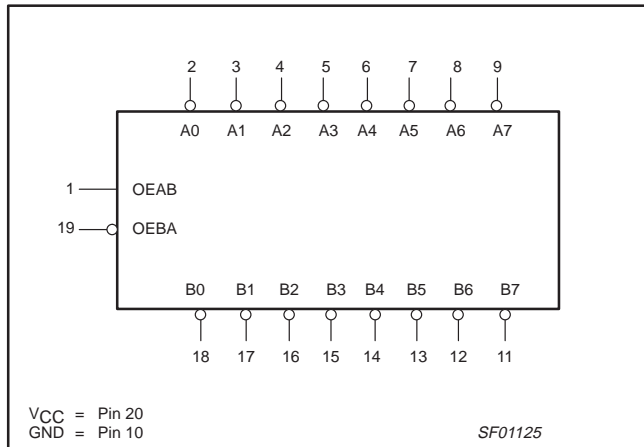 2 3 4 5 6 7 8 9
A0 A1 A2 A3 A4 A5 A6 A7
1 OEAB
19 OEBA
B0 B1 B2 B3 B4 B5 B6 B7
18 17 16 15 14 13 12 11
VCC = Pin 20
GND = Pin 10
SF01125